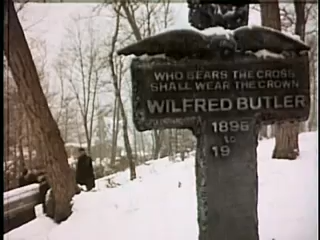 WHO BEARS THE CROSS
SHALL WEAR THE CROWN
WILFRED BUTLER
1896
to
19